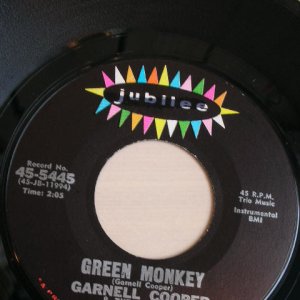 jubilee
Record No.
45-5445
(45-JB-11994)
Time: 2:05
45 R.P.M.
Trio Music
Instrumental
BMI
GREEN MONKEY
(Garnell Cooper)
GARNELL COOPER